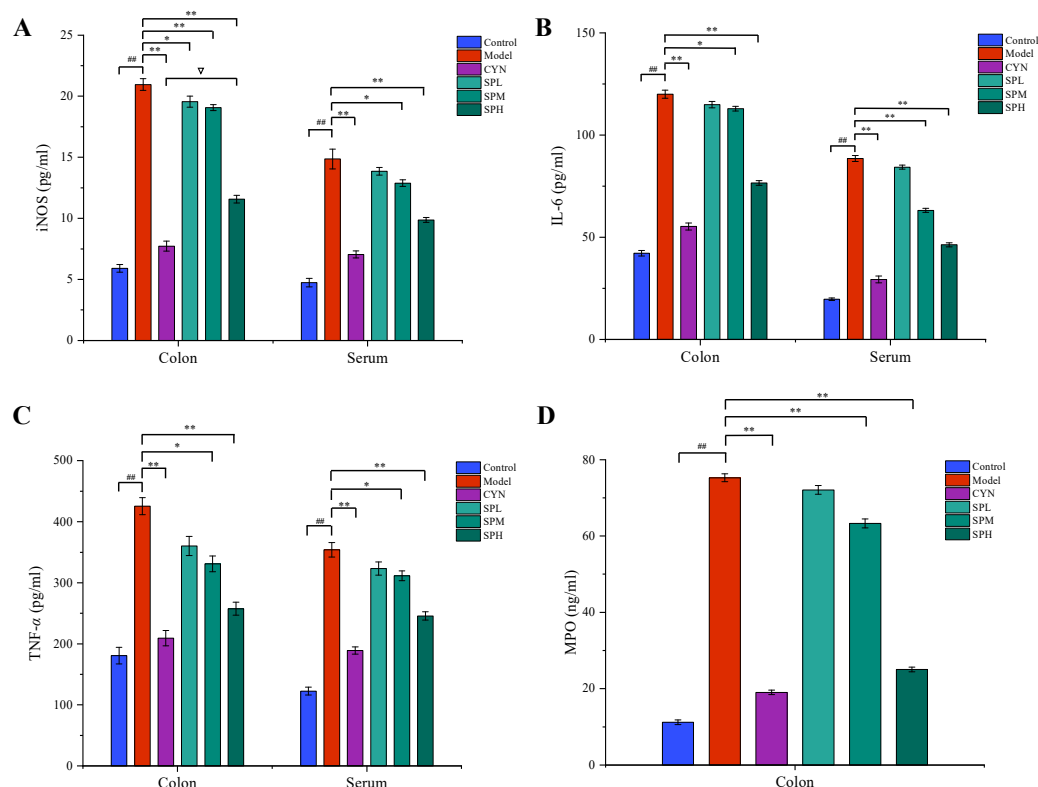 A
**
**
*
**
##
▽
**
*
**
##
25
20
15
10
5
0
iNOS (pg/ml)
Colon
Serum
Control
Model
CYN
SPL
SPM
SPH
B
**
*
**
##
**
**
**
##
150
100
50
0
IL-6 (pg/ml)
Colon
Serum
Control
Model
CYN
SPL
SPM
SPH
C
**
*
**
##
**
*
**
##
500
400
300
200
100
0
TNF-α (pg/ml)
Colon
Serum
Control
Model
CYN
SPL
SPM
SPH
D
**
**
**
##
80
60
40
20
0
MPO (ng/ml)
Colon
Control
Model
CYN
SPL
SPM
SPH